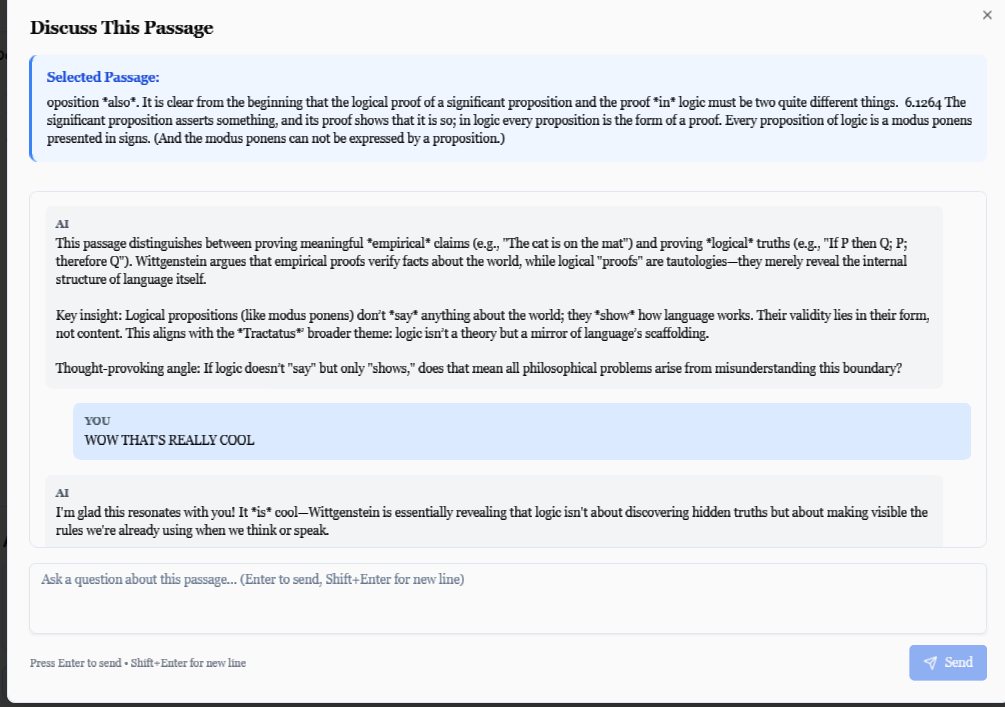 Discuss This Passage
Selected Passage:
oposition *also*. It is clear from the beginning that the logical proof of a significant proposition and the proof *in* logic must be two quite different things.  6.1264 The
significant proposition asserts something, and its proof shows that it is so; in logic every proposition is the form of a proof. Every proposition of logic is a modus ponens
presented in signs. (And the modus ponens can not be expressed by a proposition.)
AI
This passage distinguishes between proving meaningful *empirical* claims (e.g., "The cat is on the mat") and proving *logical* truths (e.g., "If P then Q; P;
therefore Q"). Wittgenstein argues that empirical proofs verify facts about the world, while logical "proofs" are tautologies—they merely reveal the internal
structure of language itself.
Key insight: Logical propositions (like modus ponens) don't *say* anything about the world; they *show* how language works. Their validity lies in their form,
not content. This aligns with the *Tractatus*' broader theme: logic isn't a theory but a mirror of language's scaffolding.
Thought-provoking angle: If logic doesn't "say" but only "shows," does that mean all philosophical problems arise from misunderstanding this boundary?
YOU
WOW THAT'S REALLY COOL
AI
I'm glad this resonates with you! It *is* cool—Wittgenstein is essentially revealing that logic isn't about discovering hidden truths but about making visible the
rules we're already using when we think or speak.
Ask a question about this passage... (Enter to send, Shift+Enter for new line)
Press Enter to send • Shift+Enter for new line
Send